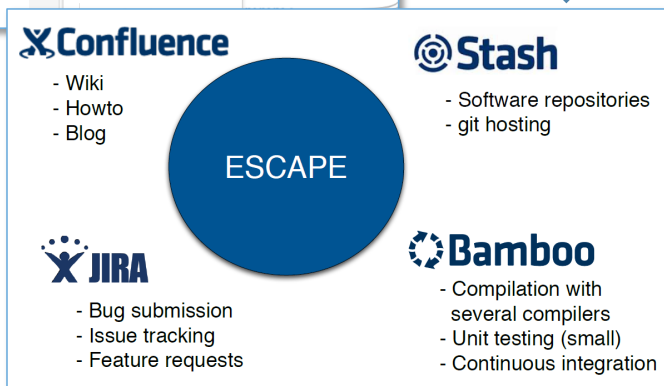 Confluence
- Wiki
- Howto
- Blog
Stash
- Software repositories
- git hosting
ESCAPE
JIRA
- Bug submission
- Issue tracking
- Feature requests
Bamboo
- Compilation with
several compilers
- Unit testing (small)
- Continuous integration